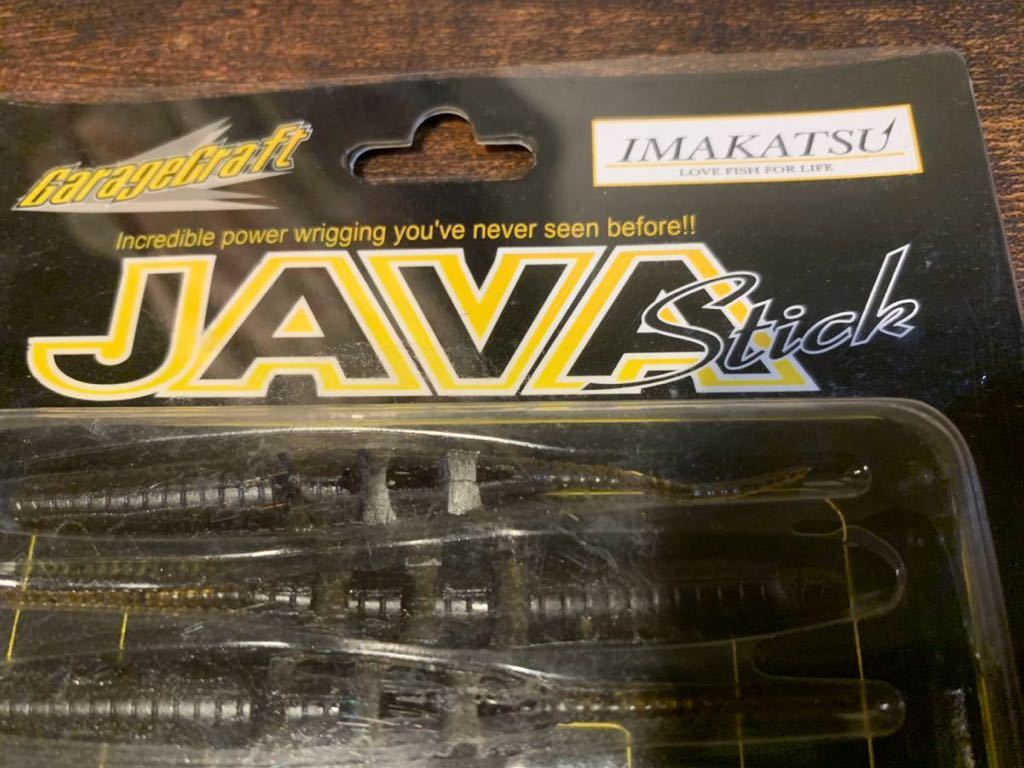 GarageCraft
IMAKATSU
LOVE FISH FOR LIFE
Incredible power wrigging you've never seen before!!
JAVA Stick